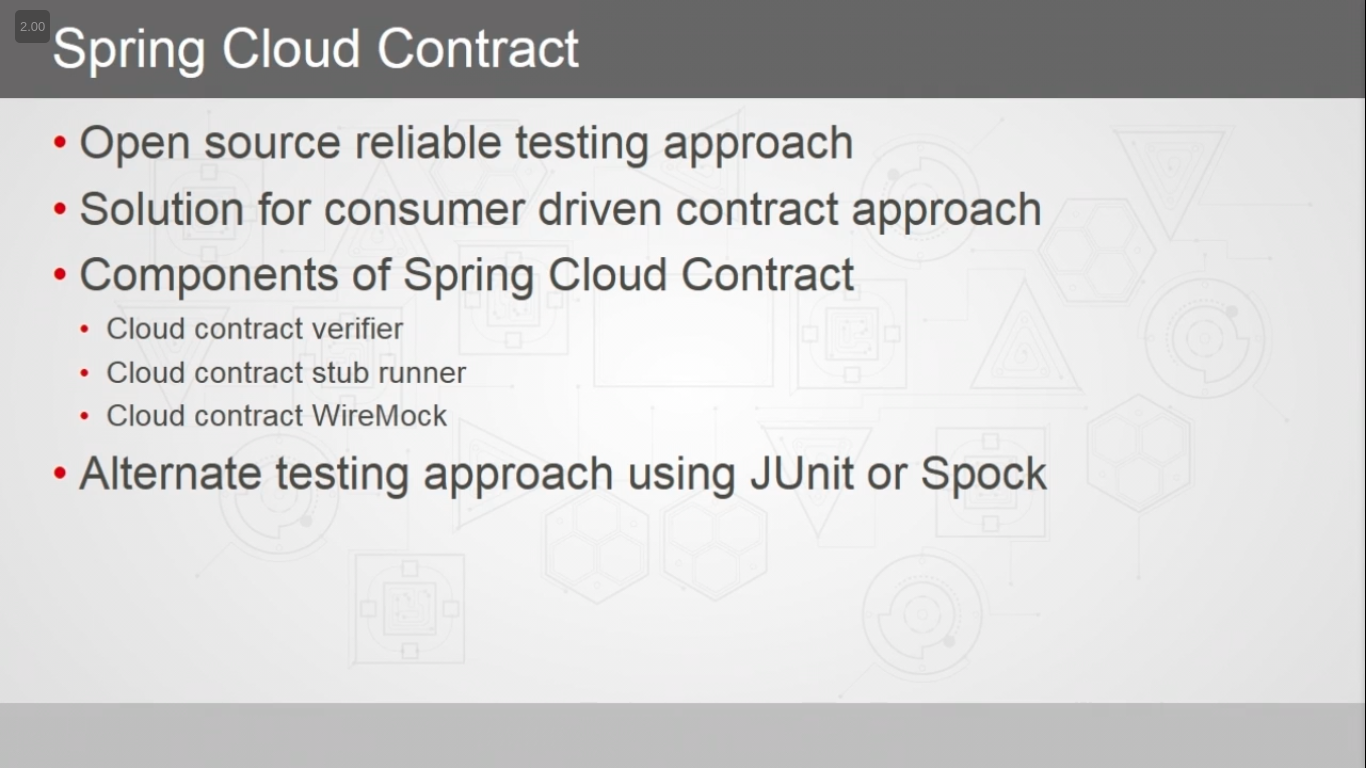 2.00
Spring Cloud Contract
• Open source reliable testing approach
• Solution for consumer driven contract approach
• Components of Spring Cloud Contract
• Cloud contract verifier
• Cloud contract stub runner
• Cloud contract WireMock
• Alternate testing approach using JUnit or Spock